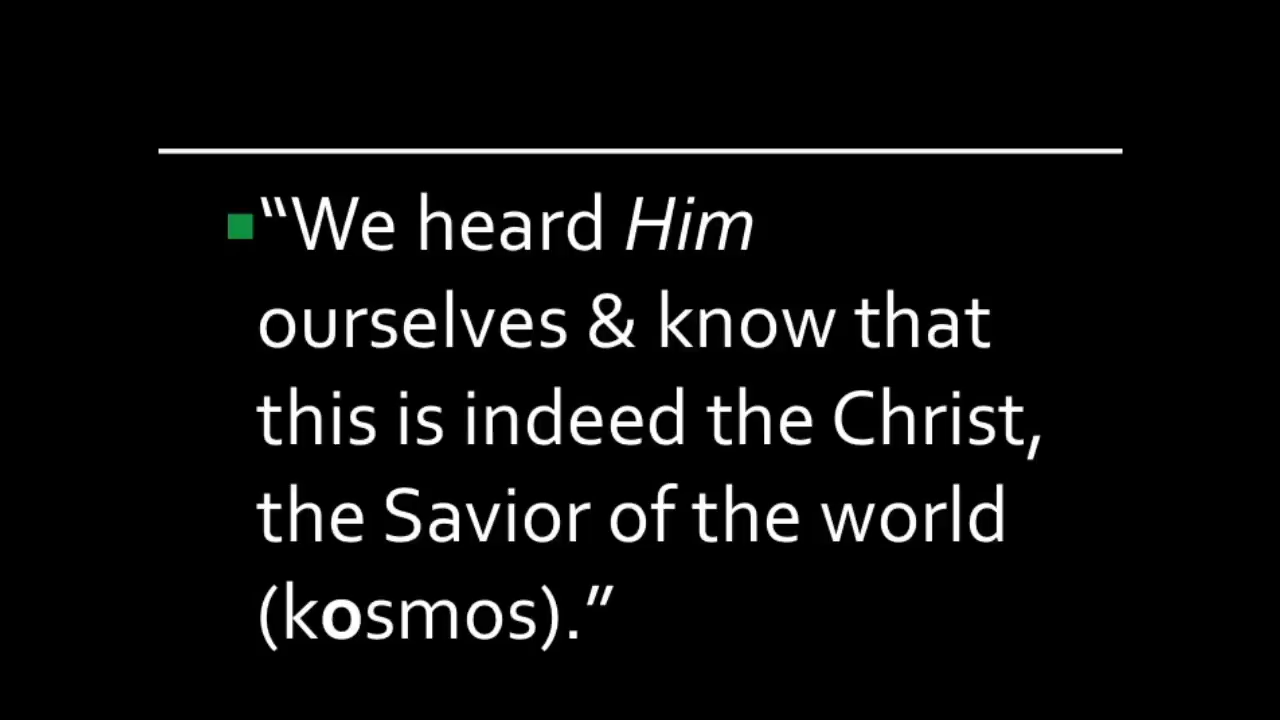 “We heard Him
ourselves & know that
this is indeed the Christ,
the Savior of the world
(kosmos).”